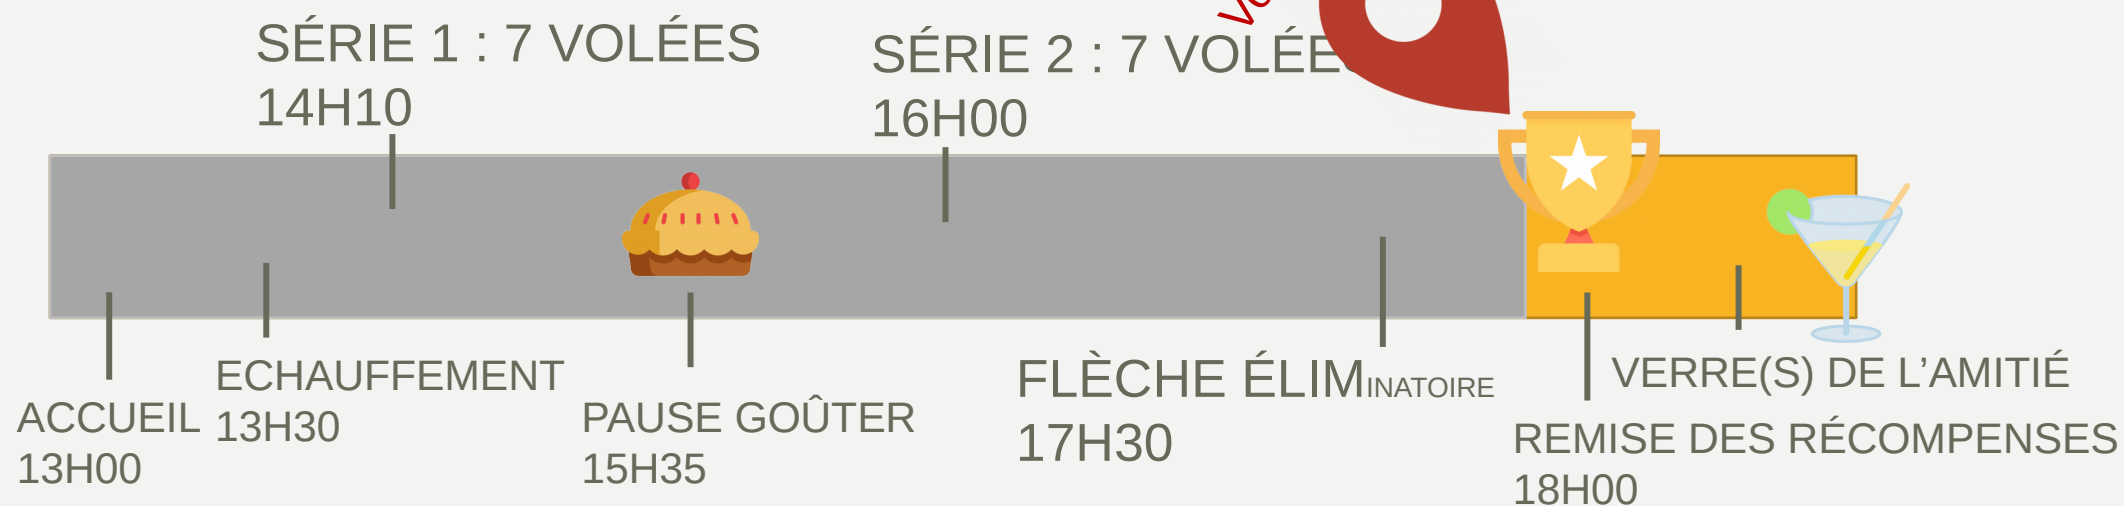 SÉRIE 1 : 7 VOLÉES
14H10
SÉRIE 2 : 7 VOLÉE
16H00
ACCUEIL
13H00
ECHAUFFEMENT
13H30
PAUSE GOÛTER
15H35
FLÈCHE ÉLIMINATOIRE
17H30
REMISE DES RÉCOMPENSES
18H00
VERRE(S) DE L’AMITIÉ